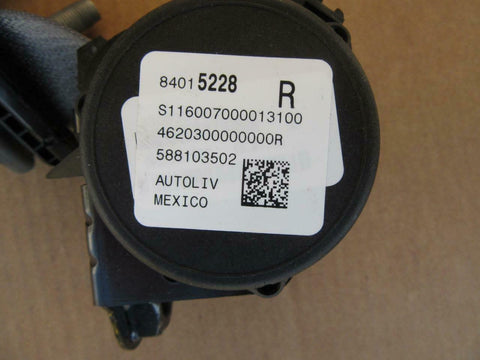 84015228 R
S116007000013100
4620300000000R
588103502
AUTOLIV
MEXICO